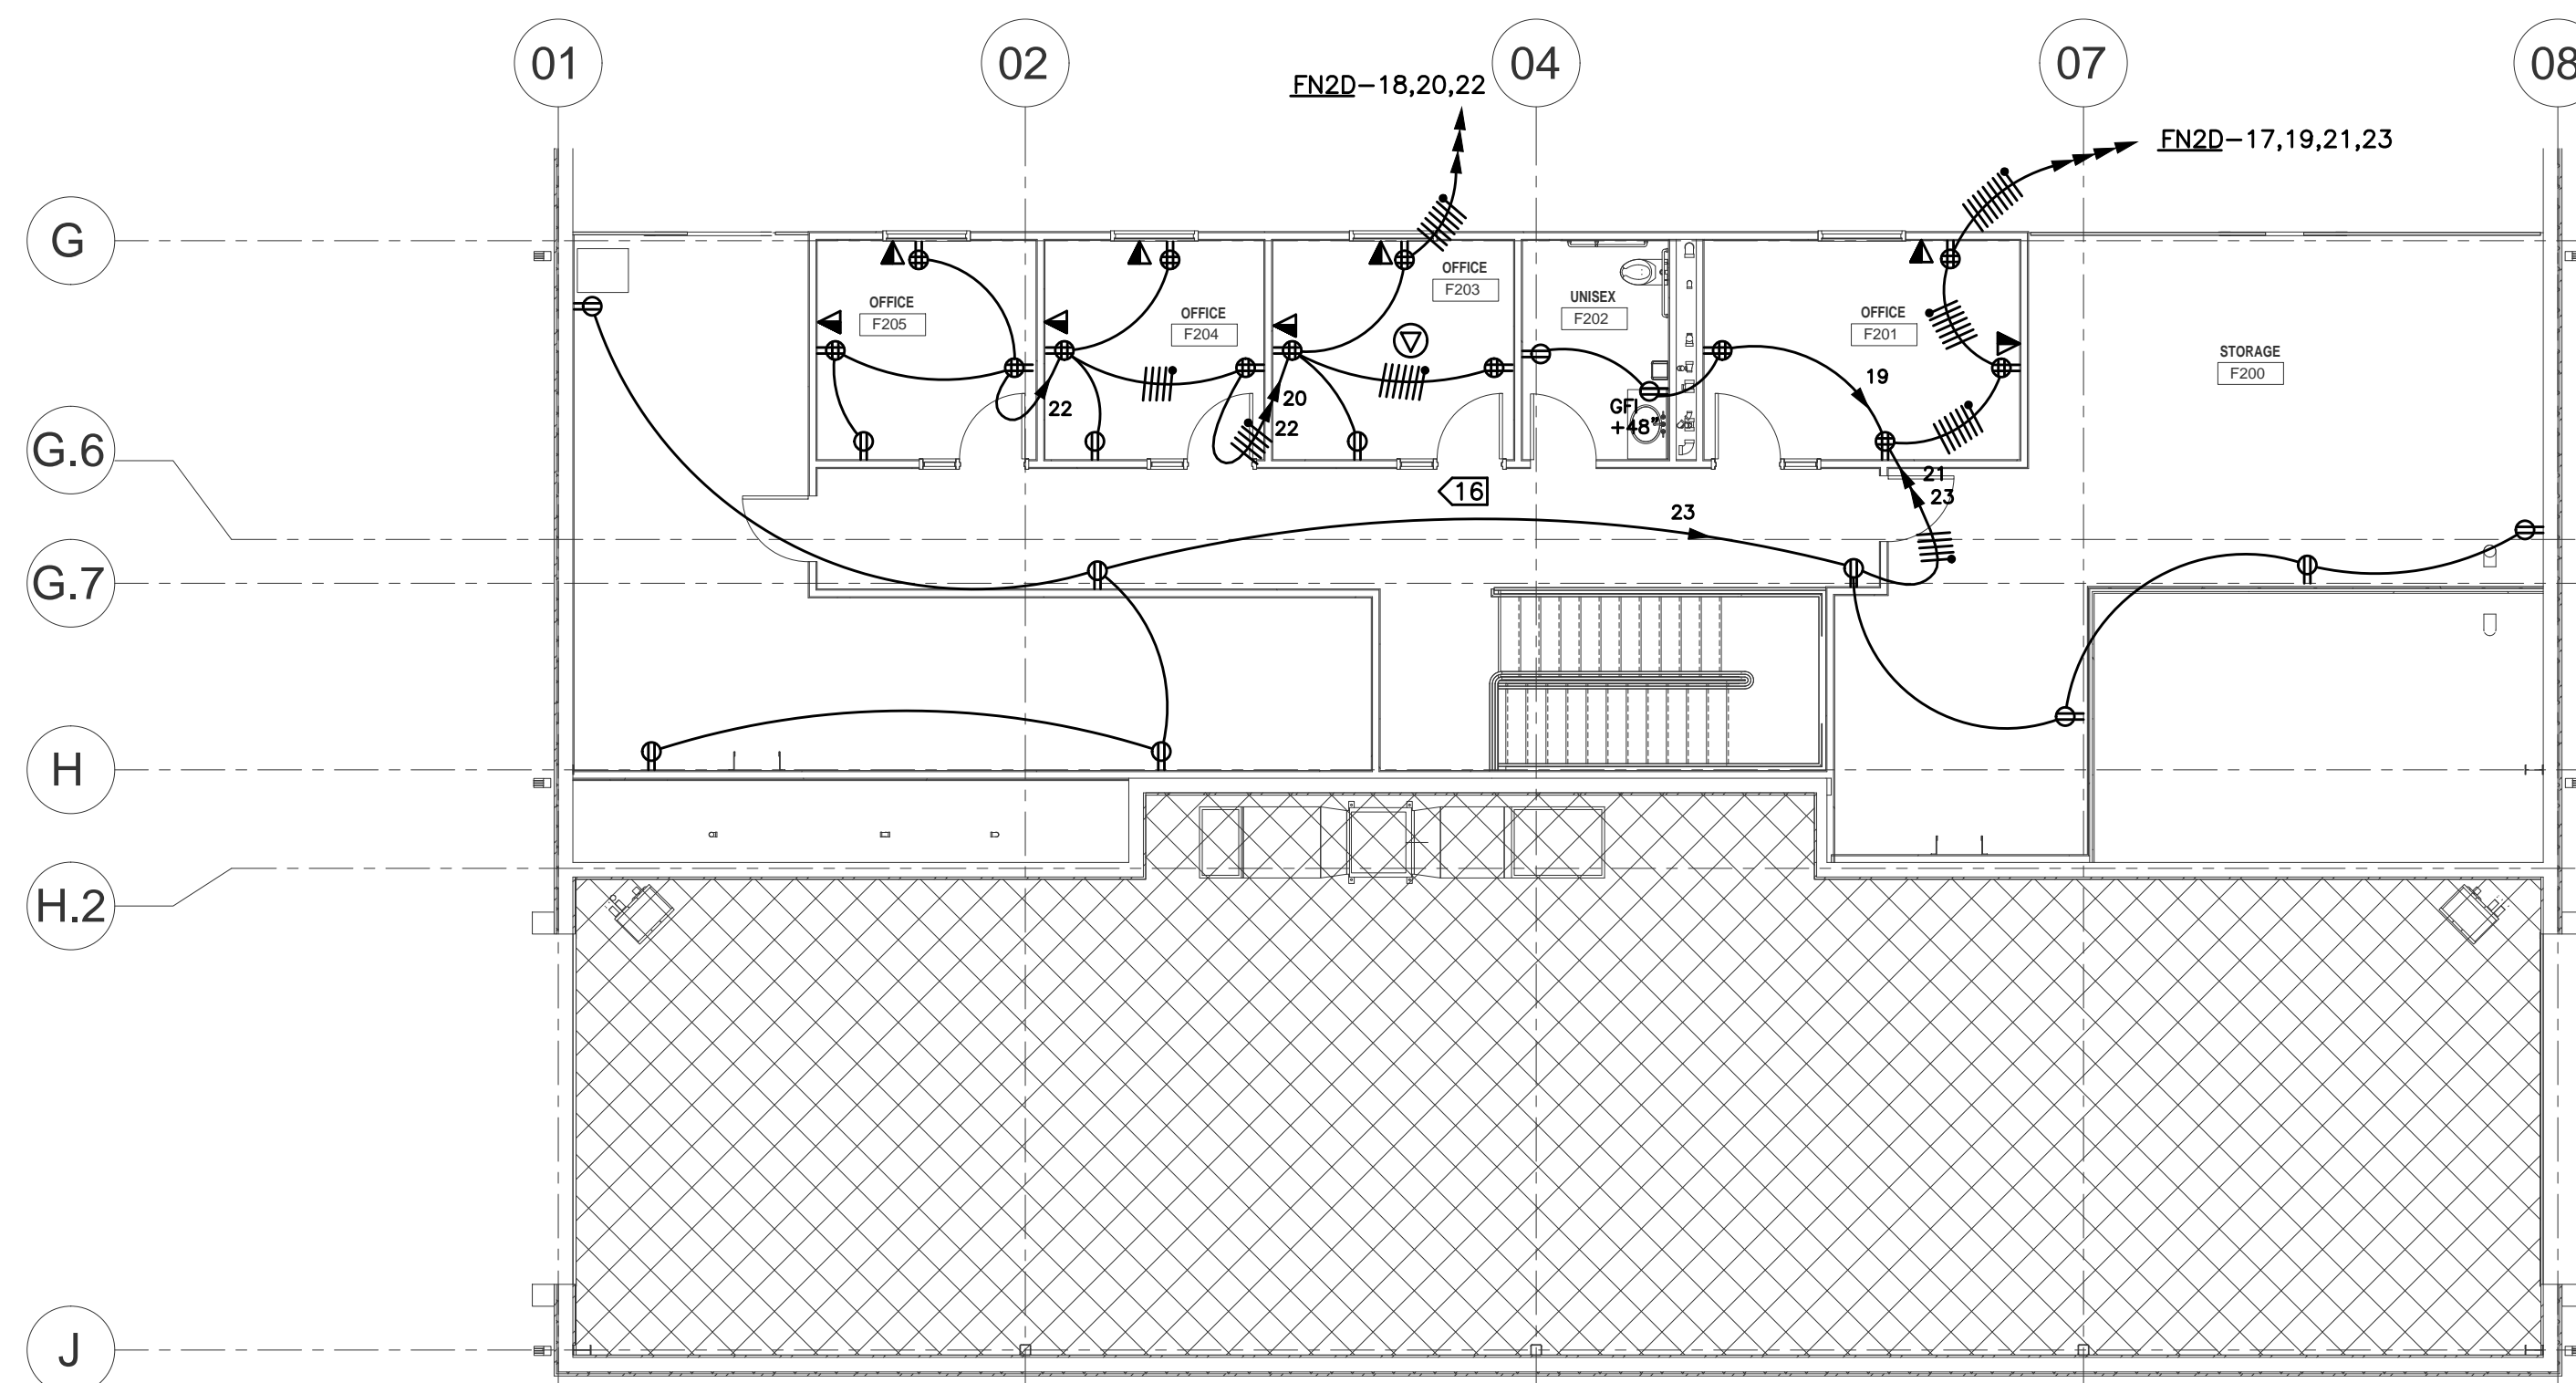 01
02
04
07
08
FN2D-18,20,22
FN2D-17,19,21,23
G
OFFICE
F205
OFFICE
F204
OFFICE
F203
UNISEX
F202
OFFICE
F201
STORAGE
F200
22
20
22
GFI
+48"
19
G.6
16
21
23
23
G.7
H
H.2
J